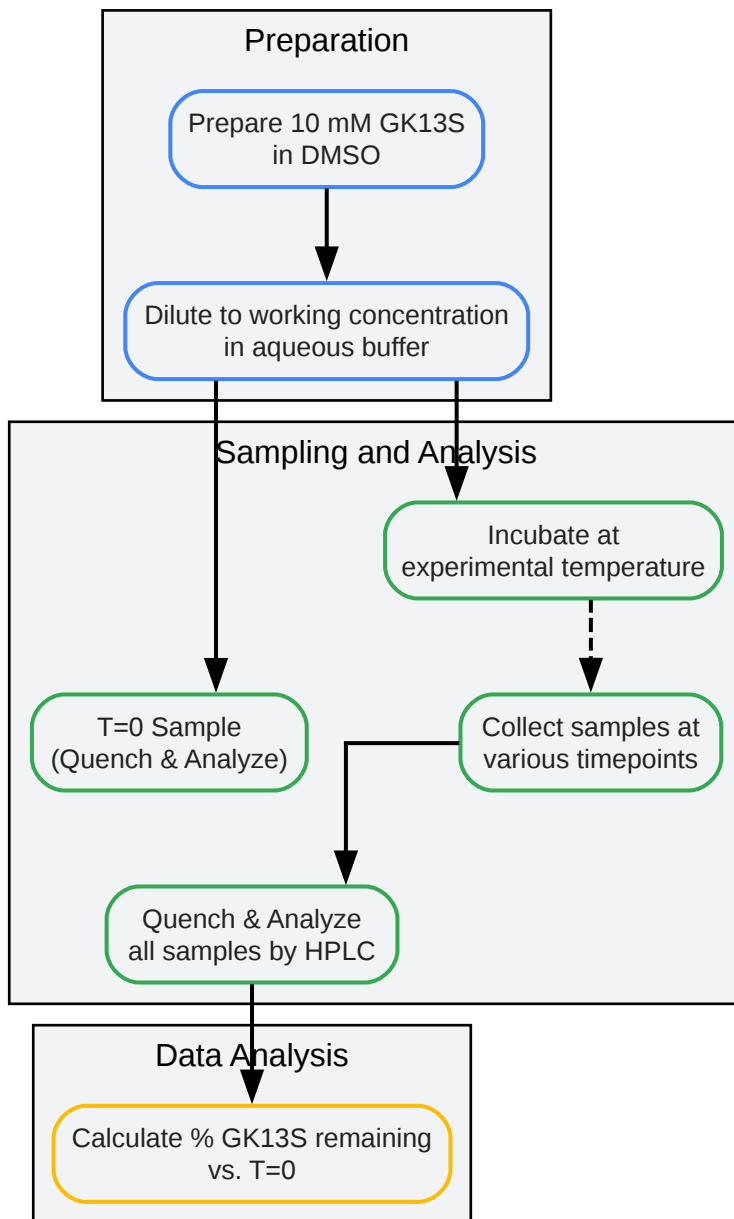 Preparation
Prepare 10 mM GK13S
in DMSO
Dilute to working concentration
in aqueous buffer
Sampling and Analysis
Incubate at
experimental temperature
T=0 Sample
(Quench & Analyze)
Collect samples at
various timepoints
Quench & Analyze
all samples by HPLC
Data Analysis
Calculate % GK13S remaining
vs. T=0